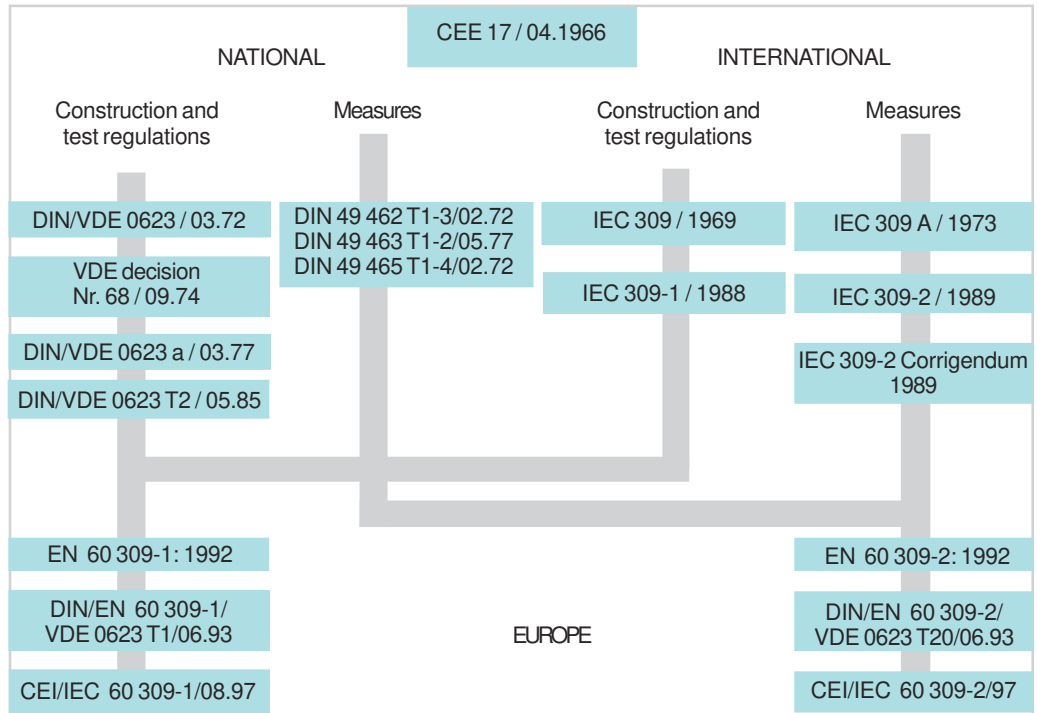 CEE 17 / 04.1966
NATIONAL
INTERNATIONAL
Construction and
test regulations
Measures
Construction and
test regulations
Measures
DIN/VDE 0623 / 03.72
VDE decision
Nr. 68 / 09.74
DIN/VDE 0623 a / 03.77
DIN/VDE 0623 T2 / 05.85
DIN 49 462 T1-3/02.72
DIN 49 463 T1-2/05.77
DIN 49 465 T1-4/02.72
IEC 309 / 1969
IEC 309-1 / 1988
IEC 309 A / 1973
IEC 309-2 / 1989
IEC 309-2 Corrigendum
1989
EN 60 309-1: 1992
DIN/EN 60 309-1/
VDE 0623 T1/06.93
CEI/IEC 60 309-1/08.97
EUROPE
EN 60 309-2: 1992
DIN/EN 60 309-2/
VDE 0623 T20/06.93
CEI/IEC 60 309-2/97